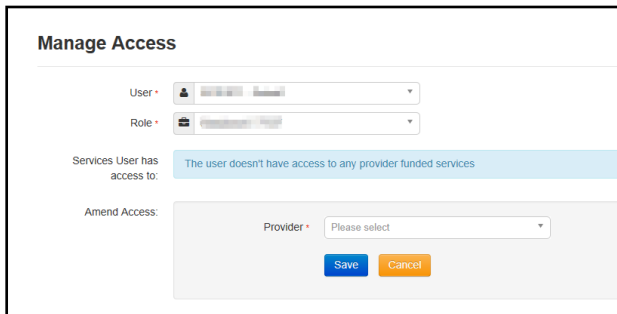 Manage Access
User *
Role *
Services User has
access to:
The user doesn't have access to any provider funded services
Amend Access:
Provider *
Please select
Save
Cancel